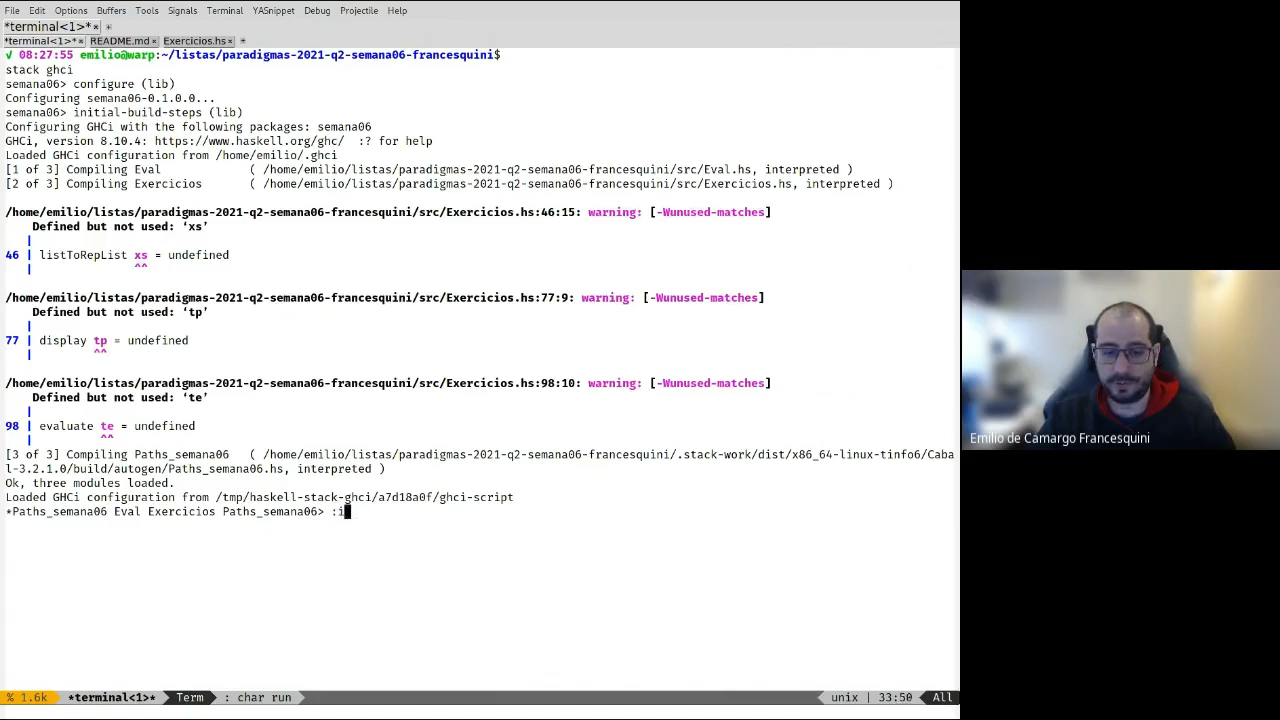 File Edit Options Buffers Tools Signals Terminal YASnippet Debug Projectile Help
*terminal<1>*× +
*terminal<1>*× README.md× Exercicios.hs× +
√ 08:27:55 emilio@warp:~/listas/paradigmas-2021-q2-semana06-francesquini$
stack ghci
semana06> configure (lib)
Configuring semana06-0.1.0.0...
semana06> initial-build-steps (lib)
Configuring GHCi with the following packages: semana06
GHCi, version 8.10.4: https://www.haskell.org/ghc/  :? for help
Loaded GHCi configuration from /home/emilio/.ghci
[1 of 3] Compiling Eval             ( /home/emilio/listas/paradigmas-2021-q2-semana06-francesquini/src/Eval.hs, interpreted )
[2 of 3] Compiling Exercicios       ( /home/emilio/listas/paradigmas-2021-q2-semana06-francesquini/src/Exercicios.hs, interpreted )
/home/emilio/listas/paradigmas-2021-q2-semana06-francesquini/src/Exercicios.hs:46:15: warning: [-Wunused-matches]
    Defined but not used: ‘xs’
   |
46 | listToRepList xs = undefined
   |               ^^
/home/emilio/listas/paradigmas-2021-q2-semana06-francesquini/src/Exercicios.hs:77:9: warning: [-Wunused-matches]
    Defined but not used: ‘tp’
   |
77 | display tp = undefined
   |         ^^
/home/emilio/listas/paradigmas-2021-q2-semana06-francesquini/src/Exercicios.hs:98:10: warning: [-Wunused-matches]
    Defined but not used: ‘te’
   |
98 | evaluate te = undefined
   |          ^^
[3 of 3] Compiling Paths_semana06   ( /home/emilio/listas/paradigmas-2021-q2-semana06-francesquini/.stack-work/dist/x86_64-linux-tinfo6/Caba
l-3.2.1.0/build/autogen/Paths_semana06.hs, interpreted )
Ok, three modules loaded.
Loaded GHCi configuration from /tmp/haskell-stack-ghci/a7d18a0f/ghci-script
*Paths_semana06 Eval Exercicios Paths_semana06> :i
Emilio de Camargo Francesquini
% 1.6k *terminal<1>* Term : char run unix | 33:50 All